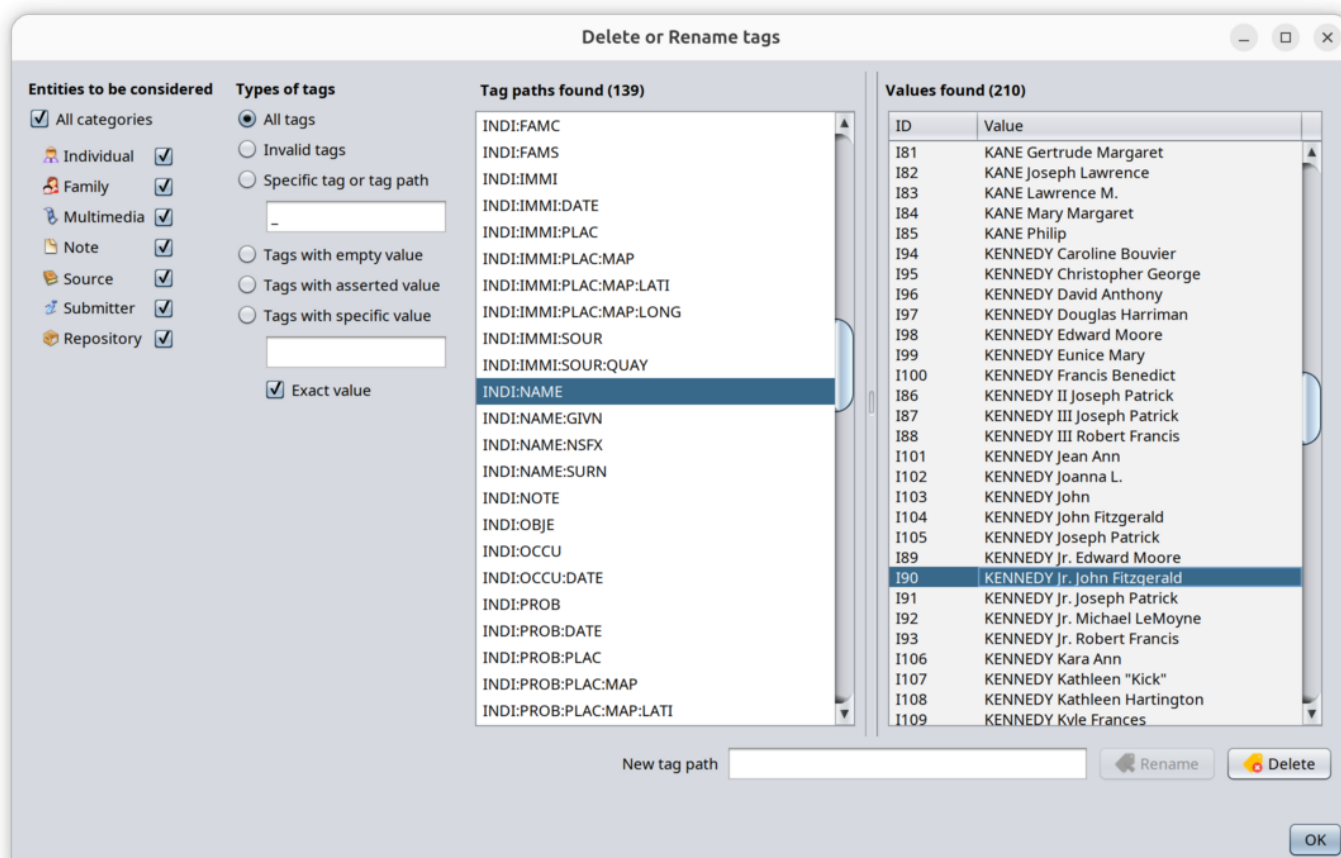 Delete or Rename tags
Entities to be considered
All categories
Individual
Family
Multimedia
Note
Source
Submitter
Repository
Types of tags
All tags
Invalid tags
Specific tag or tag path
_
Tags with empty value
Tags with asserted value
Tags with specific value
Exact value
Tag paths found (139)
INDI:FAMC
INDI:FAMS
INDI:IMMI
INDI:IMMI:DATE
INDI:IMMI:PLAC
INDI:IMMI:PLAC:MAP
INDI:IMMI:PLAC:MAP:LATI
INDI:IMMI:PLAC:MAP:LONG
INDI:IMMI:SOUR
INDI:IMMI:SOUR:QUAY
INDI:NAME
INDI:NAME:GIVN
INDI:NAME:NSFX
INDI:NAME:SURN
INDI:NOTE
INDI:OBJE
INDI:OCCU
INDI:OCCU:DATE
INDI:PROB
INDI:PROB:DATE
INDI:PROB:PLAC
INDI:PROB:PLAC:MAP
INDI:PROB:PLAC:MAP:LATI
Values found (210)
ID Value
I81 KANE Gertrude Margaret
I82 KANE Joseph Lawrence
I83 KANE Lawrence M.
I84 KANE Mary Margaret
I85 KANE Philip
I94 KENNEDY Caroline Bouvier
I95 KENNEDY Christopher George
I96 KENNEDY David Anthony
I97 KENNEDY Douglas Harriman
I98 KENNEDY Edward Moore
I99 KENNEDY Eunice Mary
I100 KENNEDY Francis Benedict
I86 KENNEDY II Joseph Patrick
I87 KENNEDY III Joseph Patrick
I88 KENNEDY III Robert Francis
I101 KENNEDY Jean Ann
I102 KENNEDY Joanna L.
I103 KENNEDY John
I104 KENNEDY John Fitzgerald
I105 KENNEDY Joseph Patrick
I89 KENNEDY Jr. Edward Moore
I90 KENNEDY Jr. John Fitzgerald
I91 KENNEDY Jr. Joseph Patrick
I92 KENNEDY Jr. Michael LeMoyne
I93 KENNEDY Jr. Robert Francis
I106 KENNEDY Kara Ann
I107 KENNEDY Kathleen "Kick"
I108 KENNEDY Kathleen Hartington
I109 KENNEDY Kyle Frances
New tag path
Rename
Delete
OK